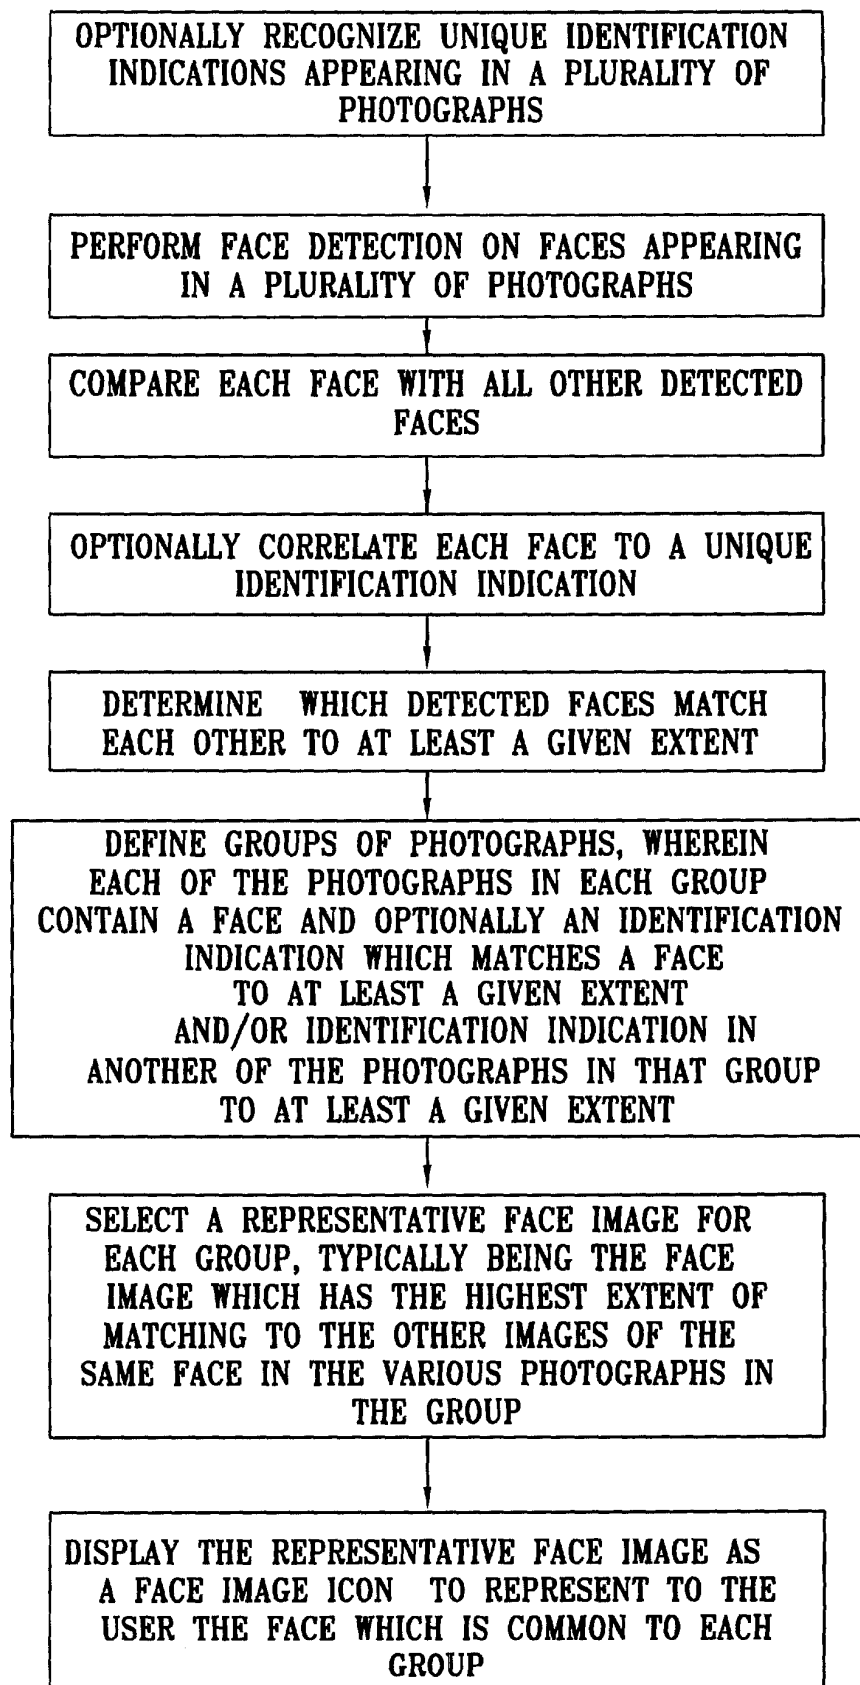 OPTIONALLY RECOGNIZE UNIQUE IDENTIFICATION
INDICATIONS APPEARING IN A PLURALITY OF
PHOTOGRAPHS
PERFORM FACE DETECTION ON FACES APPEARING
IN A PLURALITY OF PHOTOGRAPHS
COMPARE EACH FACE WITH ALL OTHER DETECTED
FACES
OPTIONALLY CORRELATE EACH FACE TO A UNIQUE
IDENTIFICATION INDICATION
DETERMINE WHICH DETECTED FACES MATCH
EACH OTHER TO AT LEAST A GIVEN EXTENT
DEFINE GROUPS OF PHOTOGRAPHS, WHEREIN
EACH OF THE PHOTOGRAPHS IN EACH GROUP
CONTAIN A FACE AND OPTIONALLY AN IDENTIFICATION
INDICATION WHICH MATCHES A FACE
TO AT LEAST A GIVEN EXTENT
AND/OR IDENTIFICATION INDICATION IN
ANOTHER OF THE PHOTOGRAPHS IN THAT GROUP
TO AT LEAST A GIVEN EXTENT
SELECT A REPRESENTATIVE FACE IMAGE FOR
EACH GROUP, TYPICALLY BEING THE FACE
IMAGE WHICH HAS THE HIGHEST EXTENT OF
MATCHING TO THE OTHER IMAGES OF THE
SAME FACE IN THE VARIOUS PHOTOGRAPHS IN
THE GROUP
DISPLAY THE REPRESENTATIVE FACE IMAGE AS
A FACE IMAGE ICON TO REPRESENT TO THE
USER THE FACE WHICH IS COMMON TO EACH
GROUP